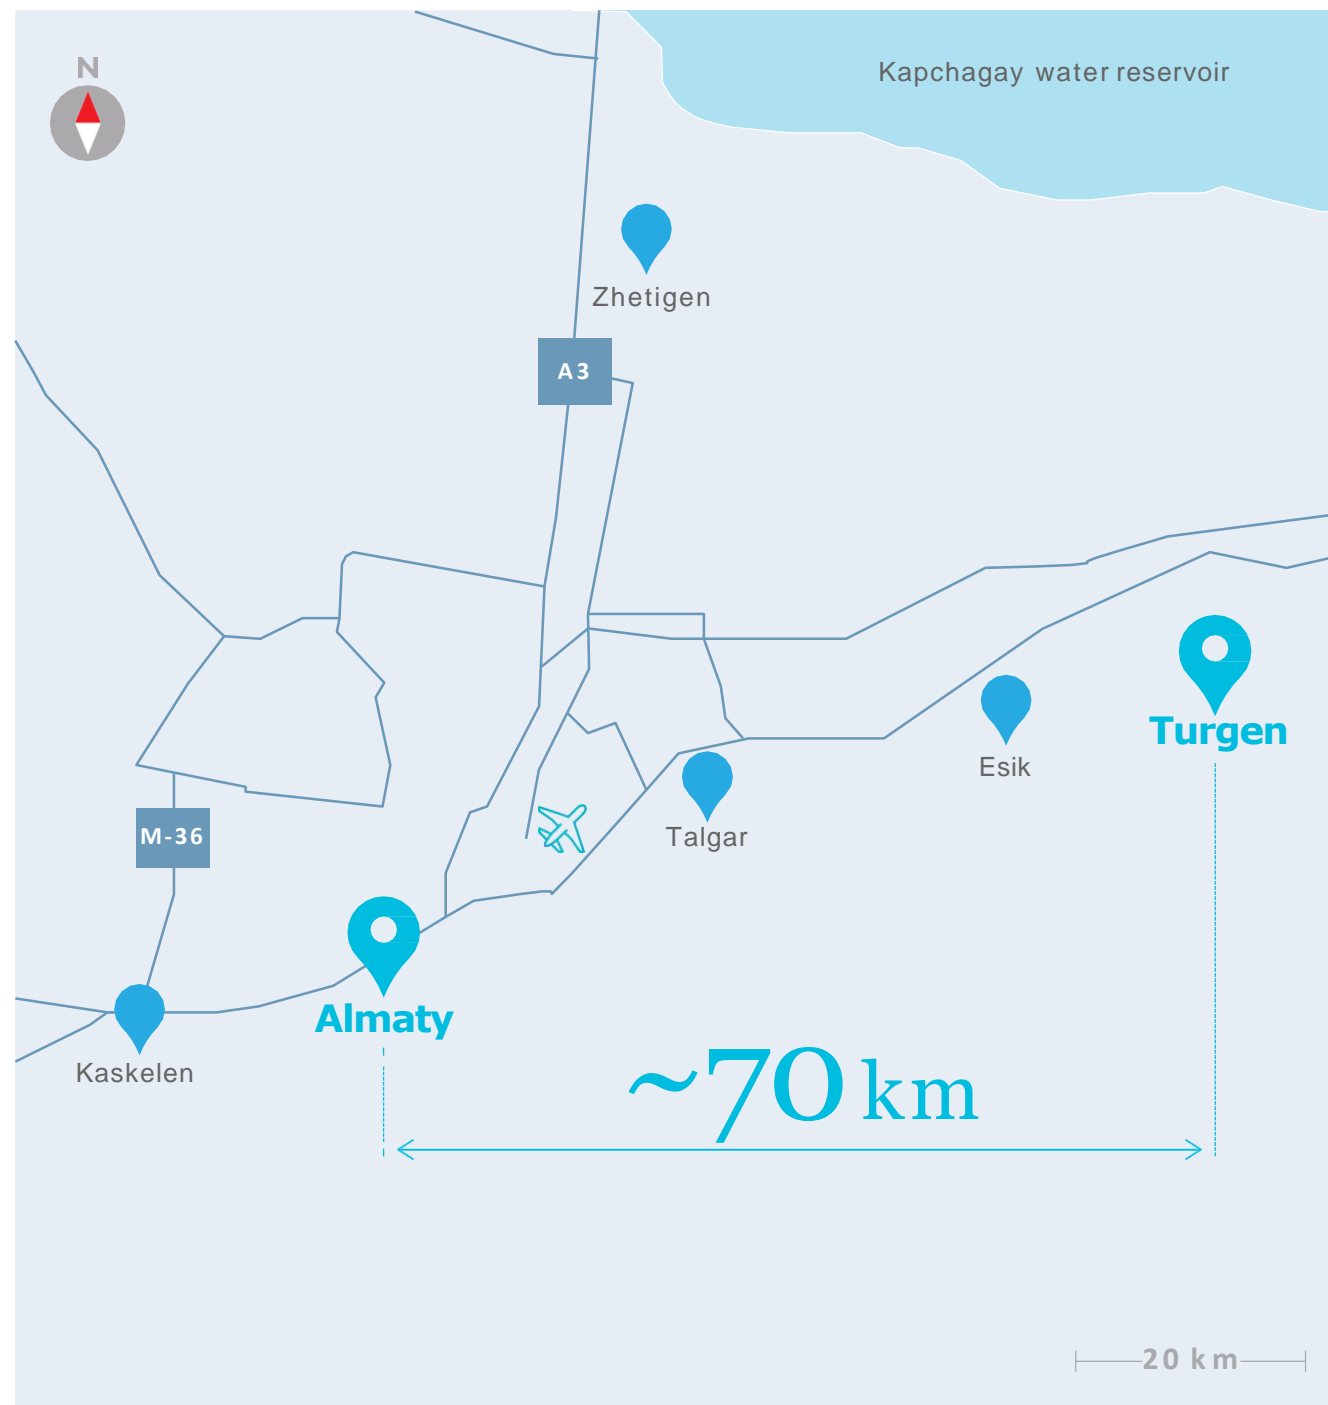 N
Kapchagay water reservoir
Zhetigen
A3
Turgen
Esik
Talgar
M-36
Almaty
Kaskelen
~70 km
20 km